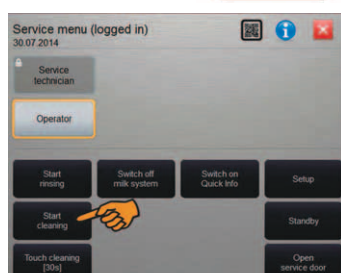 Service menu (logged in)
30.07.2014
Service
technician
Operator
Start
rinsing
Switch off
milk system
Switch on
Quick Info
Setup
Start
cleaning
Standby
Touch cleaning
[30s]
Open
service door